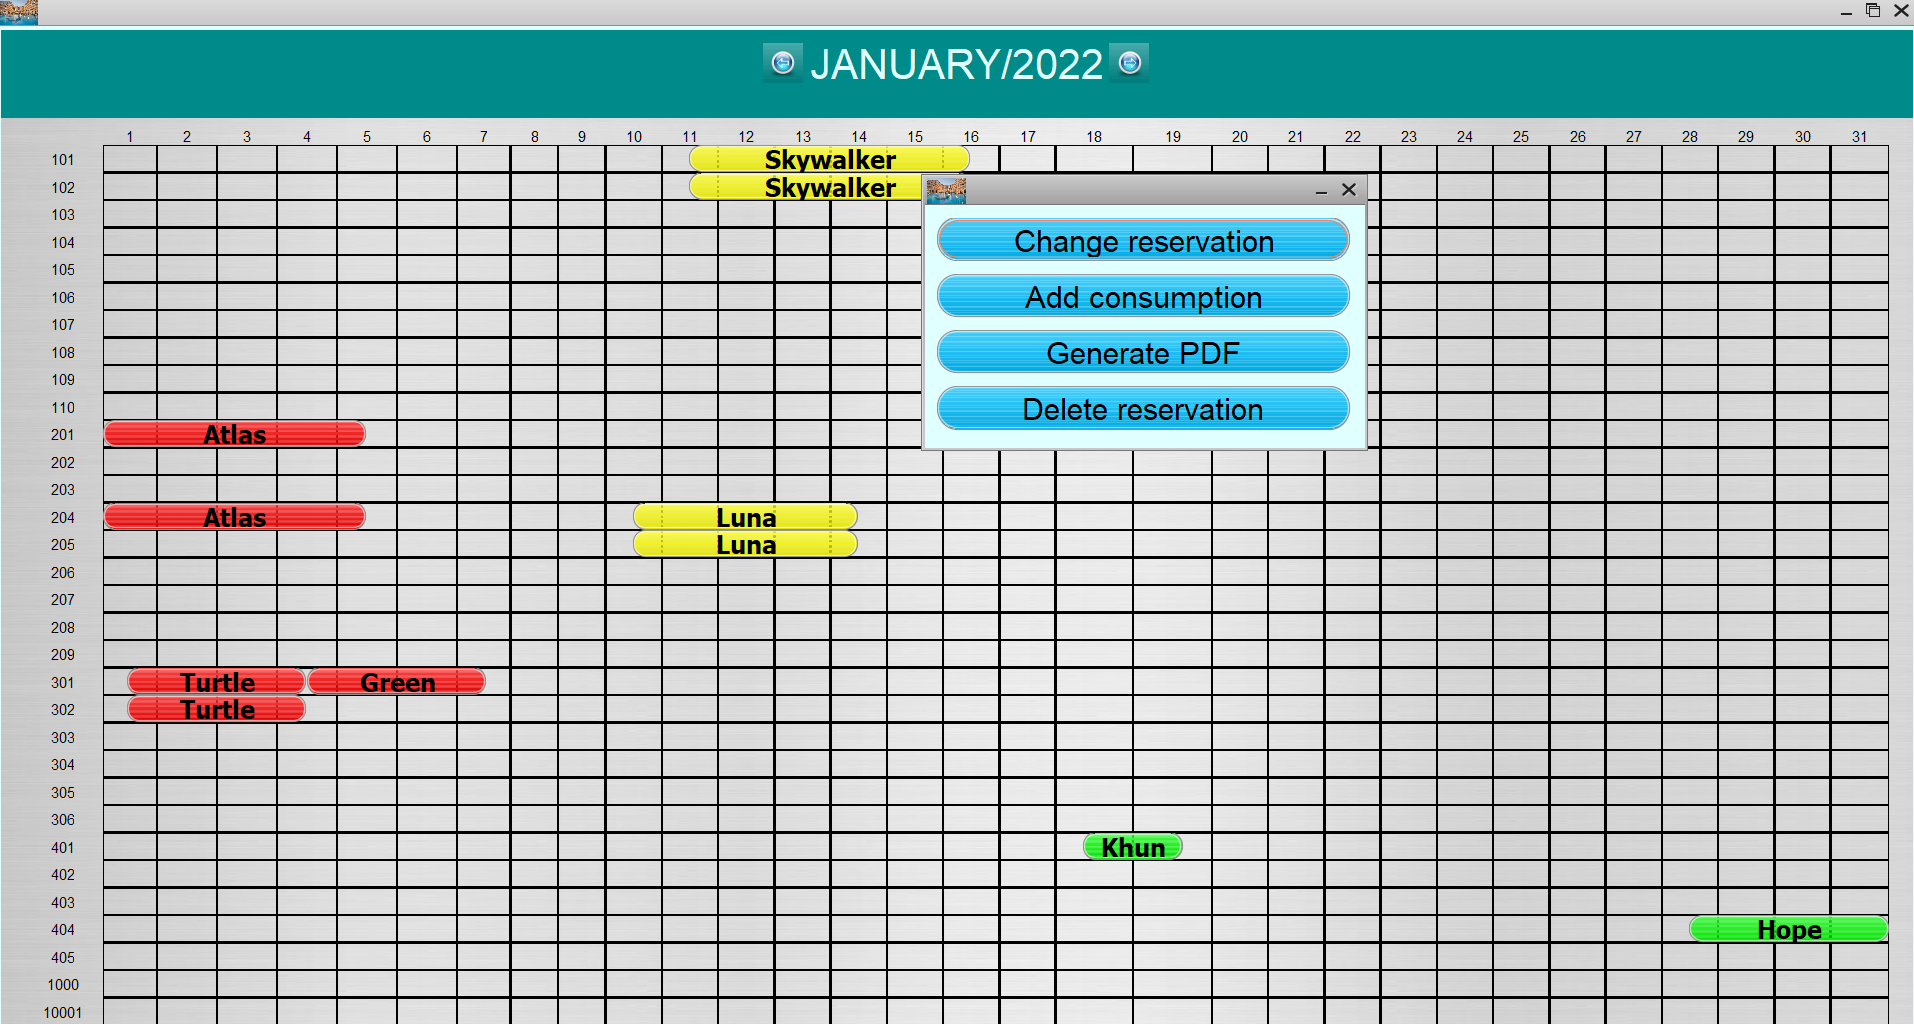 JANUARY/2022
1 2 3 4 5 6 7 8 9 10 11 12 13 14 15 16 17 18 19 20 21 22 23 24 25 26 27 28 29 30 31
101 Skywalker
102 Skywalker
103
104
105
106
107
108
109
110
201 Atlas
202
203
204 Atlas Luna
205 Luna
206
207
208
209
301 Turtle Green
302 Turtle
303
304
305
306
401 Khun
402
403
404 Hope
405
1000
10001
Change reservation
Add consumption
Generate PDF
Delete reservation